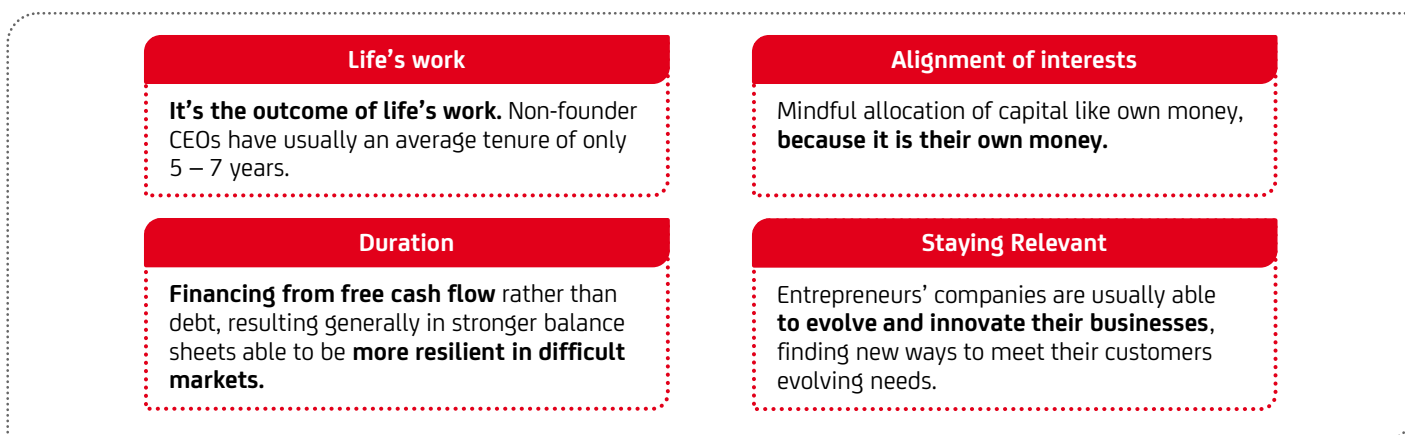 Life’s work
It’s the outcome of life’s work. Non-founder
CEOs have usually an average tenure of only
5 – 7 years.
Alignment of interests
Mindful allocation of capital like own money,
because it is their own money.
Duration
Financing from free cash flow rather than
debt, resulting generally in stronger balance
sheets able to be more resilient in difficult
markets.
Staying Relevant
Entrepreneurs’ companies are usually able
to evolve and innovate their businesses,
finding new ways to meet their customers
evolving needs.